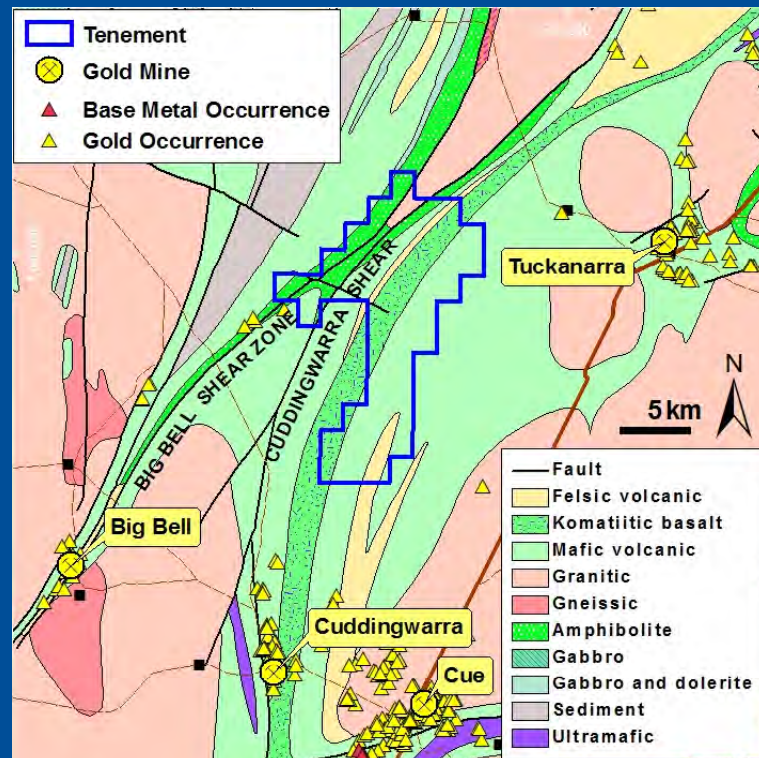 Tenement
Gold Mine
Base Metal Occurrence
Gold Occurrence
Tuckanarra
BIG BELL SHEAR ZONE
CUDDINGWARRA SHEAR
N
5 km
Big Bell
Cuddingwarra
Cue
Fault
Felsic volcanic
Komatiitic basalt
Mafic volcanic
Granitic
Gneissic
Amphibolite
Gabbro
Gabbro and dolerite
Sediment
Ultramafic